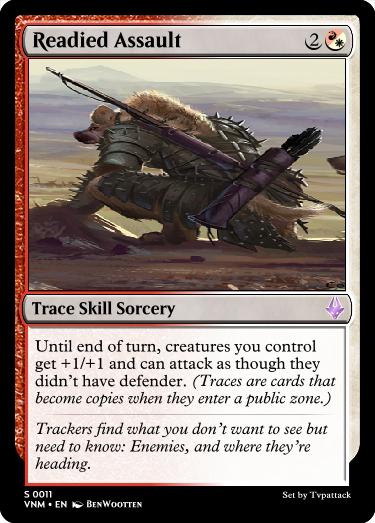 Readied Assault 2
Trace Skill Sorcery
Until end of turn, creatures you control
get +1/+1 and can attack as though they
didn't have defender. (Traces are cards that
become copies when they enter a public zone.)
Trackers find what you don't want to see but
need to know: Enemies, and where they're
heading.
S 0011
VNM • EN BenWootten
Set by Tvpattack